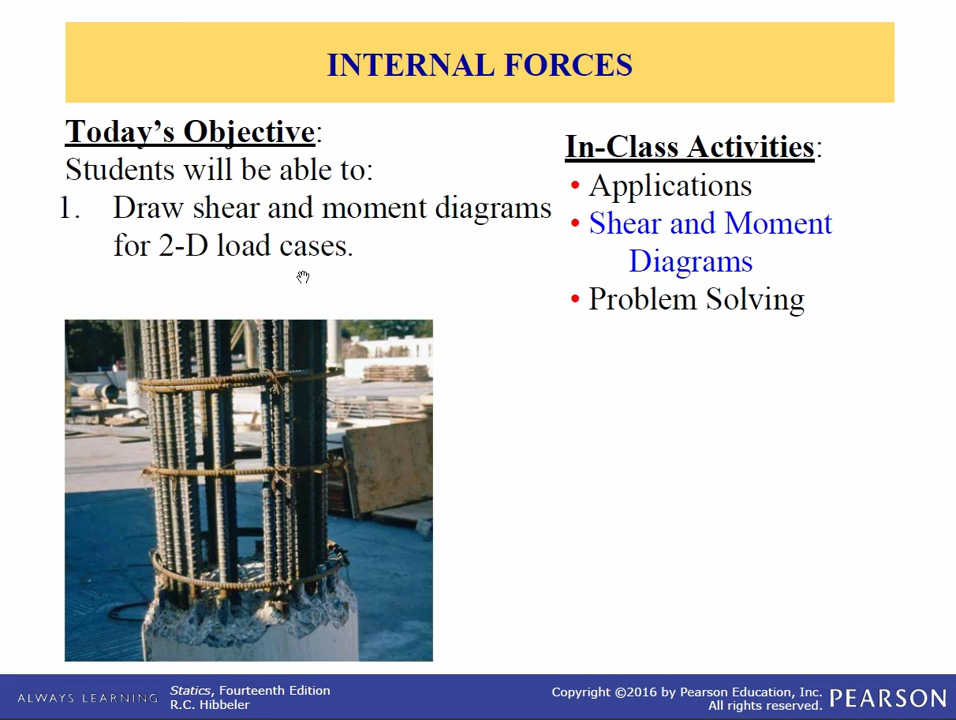 INTERNAL FORCES
Today’s Objective:
Students will be able to:
1. Draw shear and moment diagrams
for 2-D load cases.
In-Class Activities:
• Applications
• Shear and Moment
Diagrams
• Problem Solving
ALWAYS LEARNING
Statics, Fourteenth Edition
R.C. Hibbeler
Copyright ©2016 by Pearson Education, Inc.
All rights reserved.
PEARSON